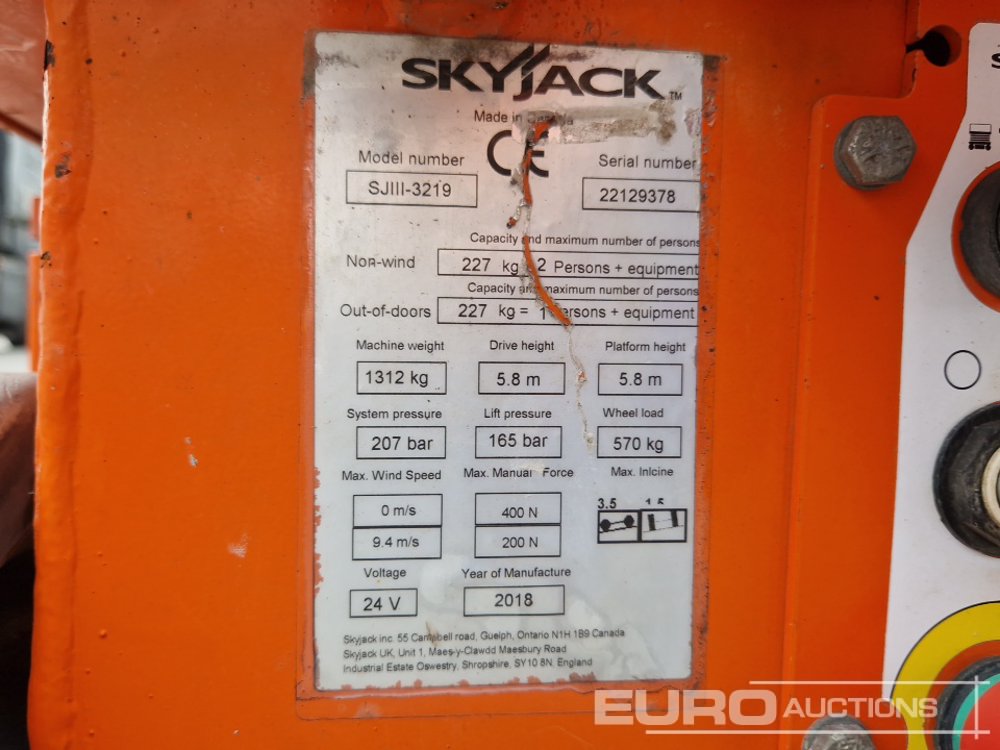 SKYJACK™
Made in Canada
CE
Model number
Serial number
SJIII-3219
22129378
Capacity and maximum number of persons
Non-wind
227 kg = 2 Persons + equipment
Capacity and maximum number of persons
Out-of-doors
227 kg = 1 Persons + equipment
Machine weight
Drive height
Platform height
1312 kg
5.8 m
5.8 m
System pressure
Lift pressure
Wheel load
207 bar
165 bar
570 kg
Max. Wind Speed
Max. Manual Force
Max. Inlcine
0 m/s
400 N
3.5
1.5
9.4 m/s
200 N
Voltage
Year of Manufacture
24 V
2018
Skyjack inc. 55 Campbell road, Guelph, Ontario N1H 1B9 Canada
Skyjack UK, Unit 1, Maes-y-Clawdd Maesbury Road
Industrial Estate Oswestry, Shropshire. SY10 8N, England
EURO AUCTIONS